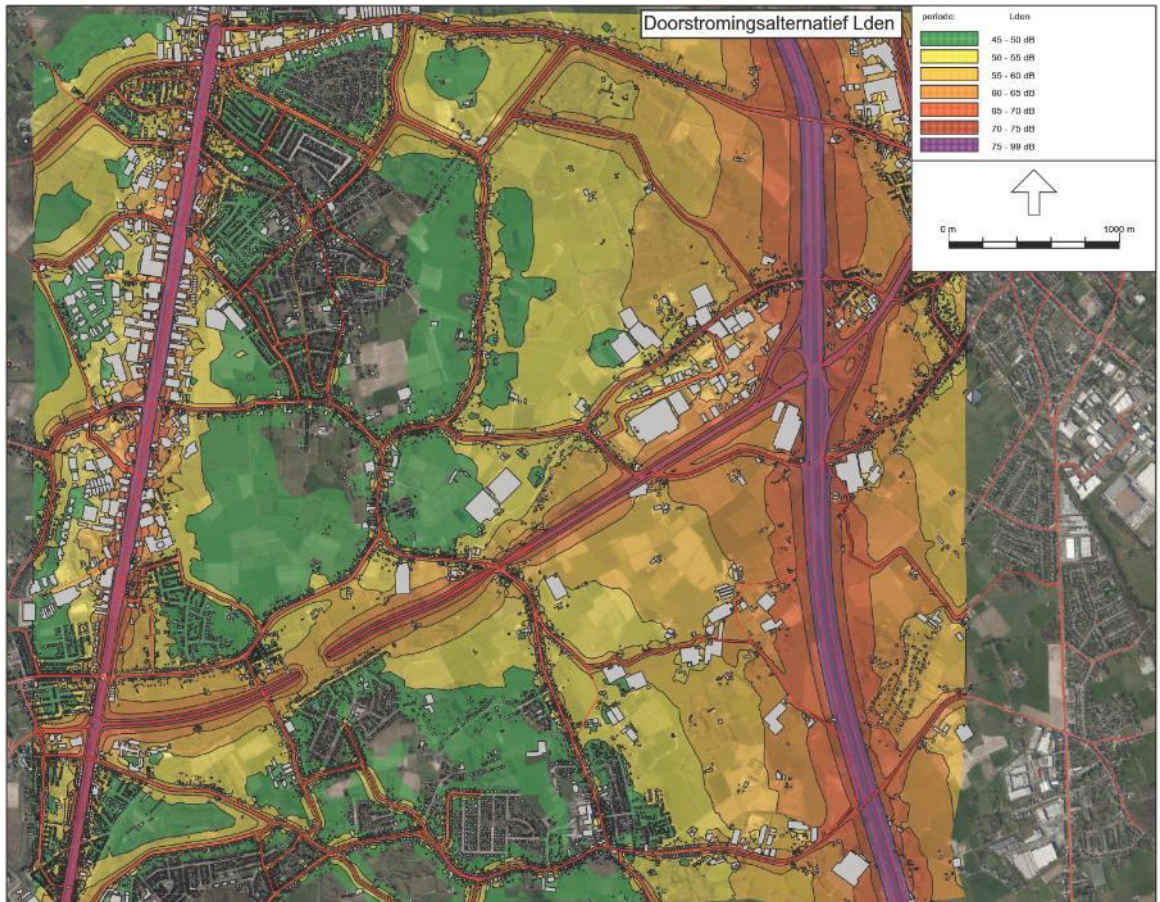 Doorstromingsalternatief Lden
periode: Lden
45 - 50 dB
50 - 55 dB
55 - 60 dB
60 - 65 dB
65 - 70 dB
70 - 75 dB
75 - 99 dB
0 m 1000 m